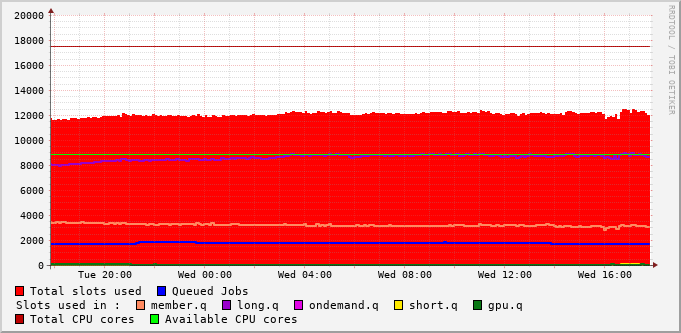 RRDTOOL / TOBI OETIKER
20000
18000
16000
14000
12000
10000
8000
6000
4000
2000
0
Tue 20:00 Wed 00:00 Wed 04:00 Wed 08:00 Wed 12:00 Wed 16:00
Total slots used Queued Jobs
Slots used in : member.q long.q ondemand.q short.q gpu.q
Total CPU cores Available CPU cores